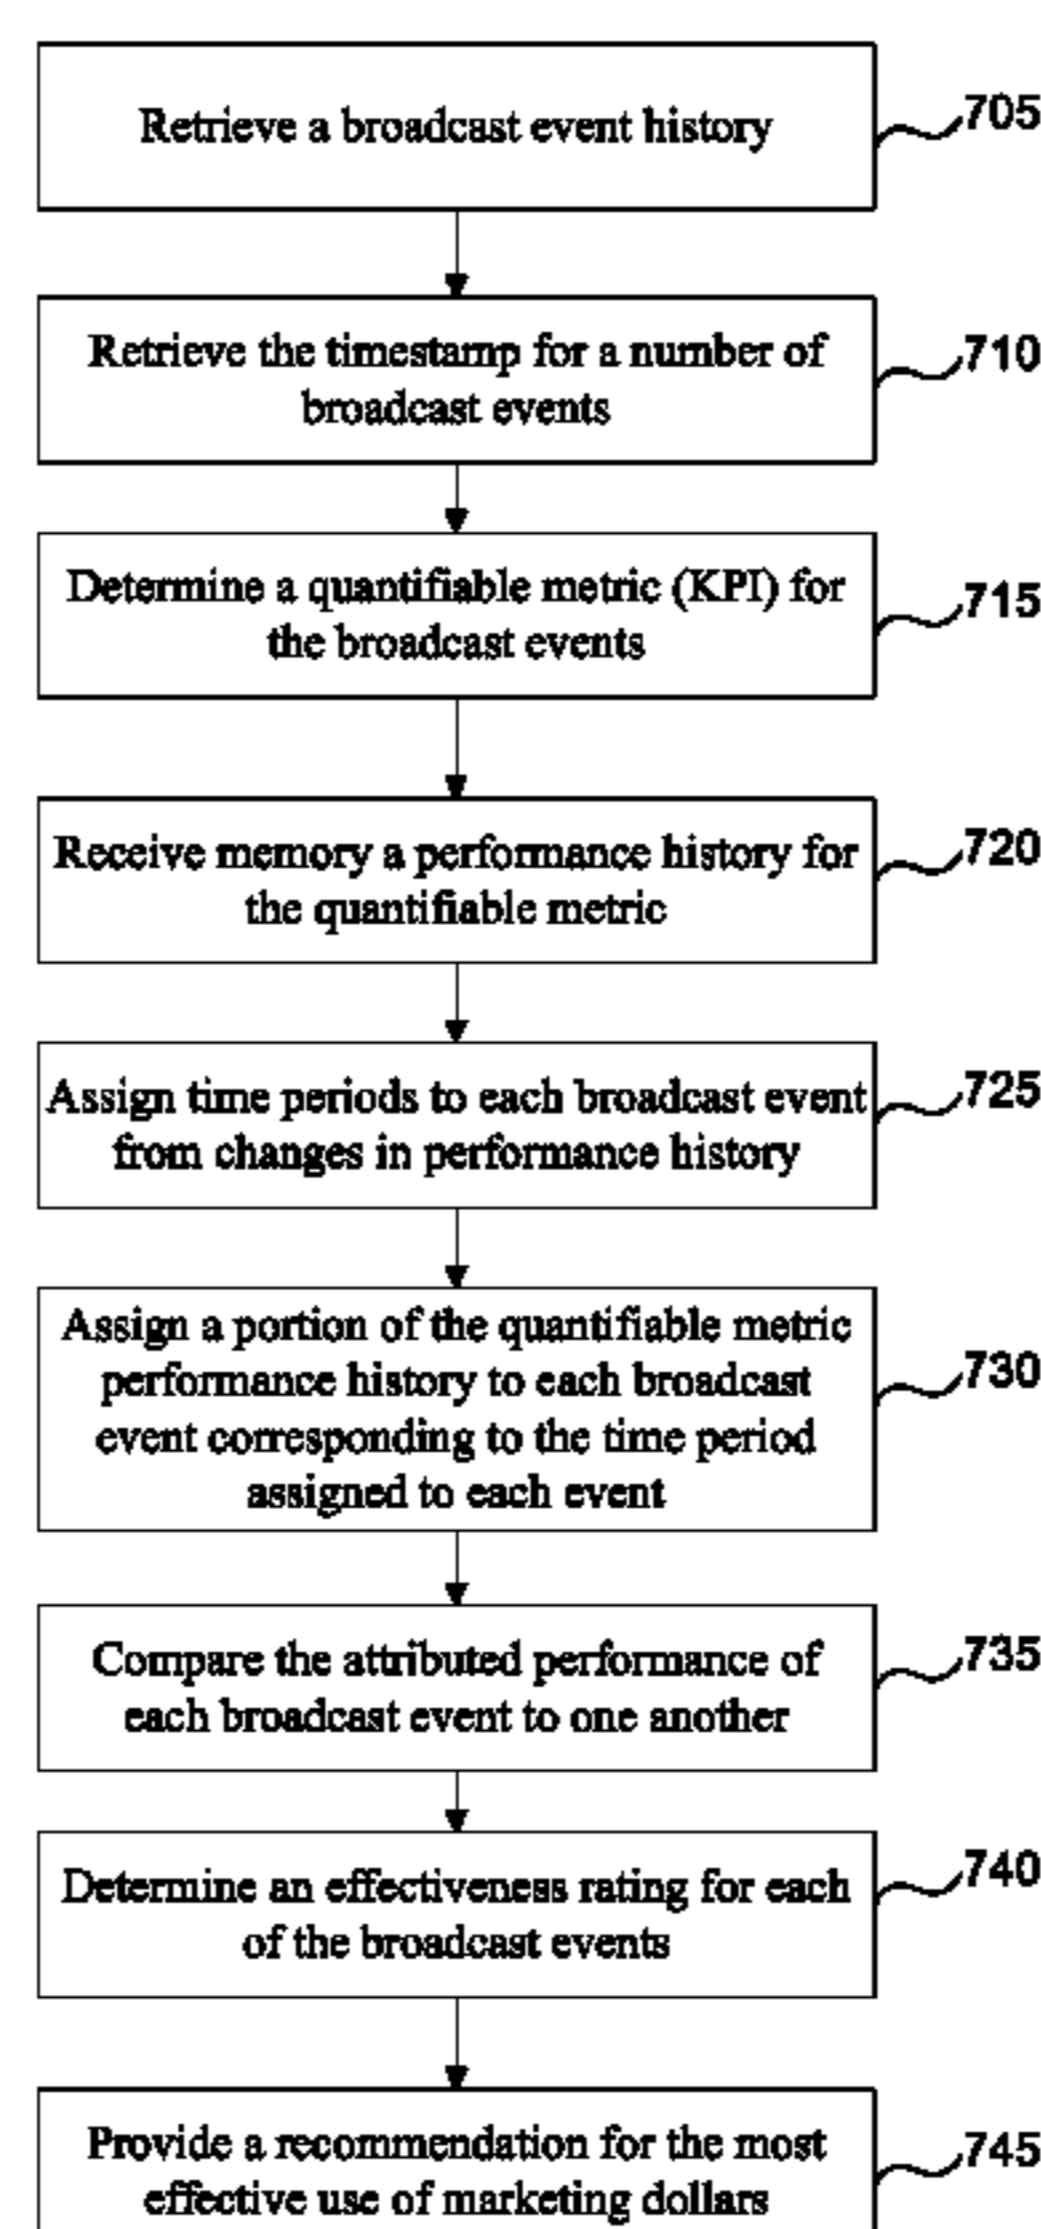 Retrieve a broadcast event history
705
Retrieve the timestamp for a number of
broadcast events
710
Determine a quantifiable metric (KPI) for
the broadcast events
715
Receive memory a performance history for
the quantifiable metric
720
Assign time periods to each broadcast event
from changes in performance history
725
Assign a portion of the quantifiable metric
performance history to each broadcast
event corresponding to the time period
assigned to each event
730
Compare the attributed performance of
each broadcast event to one another
735
Determine an effectiveness rating for each
of the broadcast events
740
Provide a recommendation for the most
effective use of marketing dollars
745